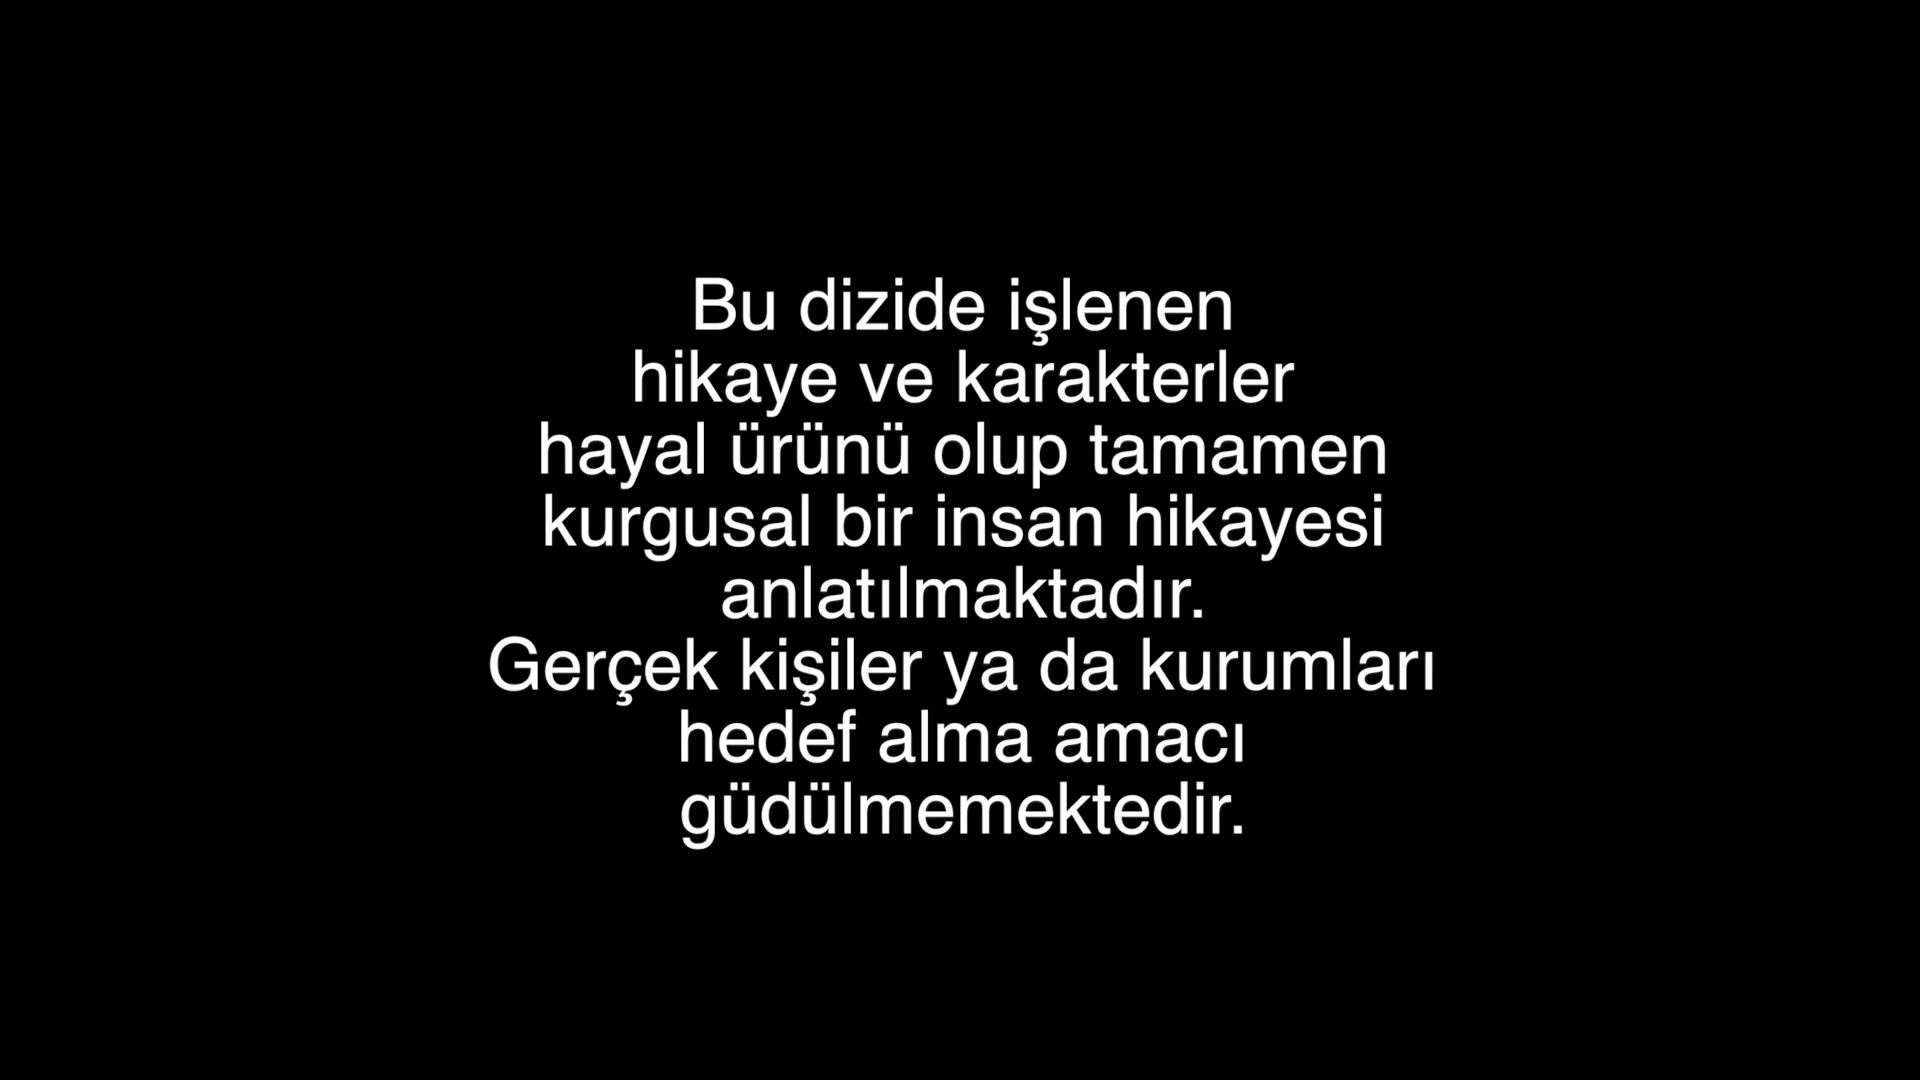 Bu dizide işlenen
hikaye ve karakterler
hayal ürünü olup tamamen
kurgusal bir insan hikayesi
anlatılmaktadır.
Gerçek kişiler ya da kurumları
hedef alma amacı
güdülmemektedir.